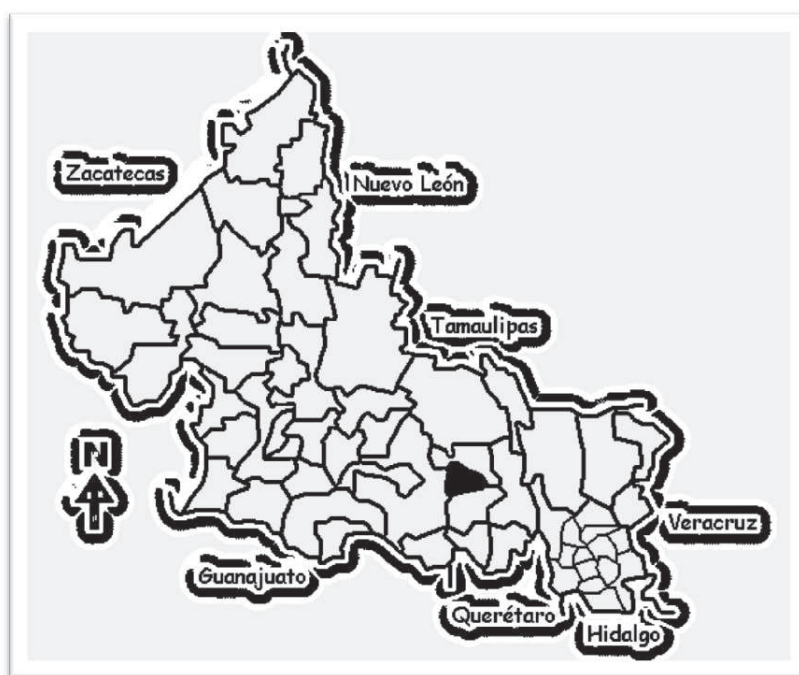 Zacatecas
Nuevo León
Tamaulipas
N
Veracruz
Guanajuato
Querétaro
Hidalgo